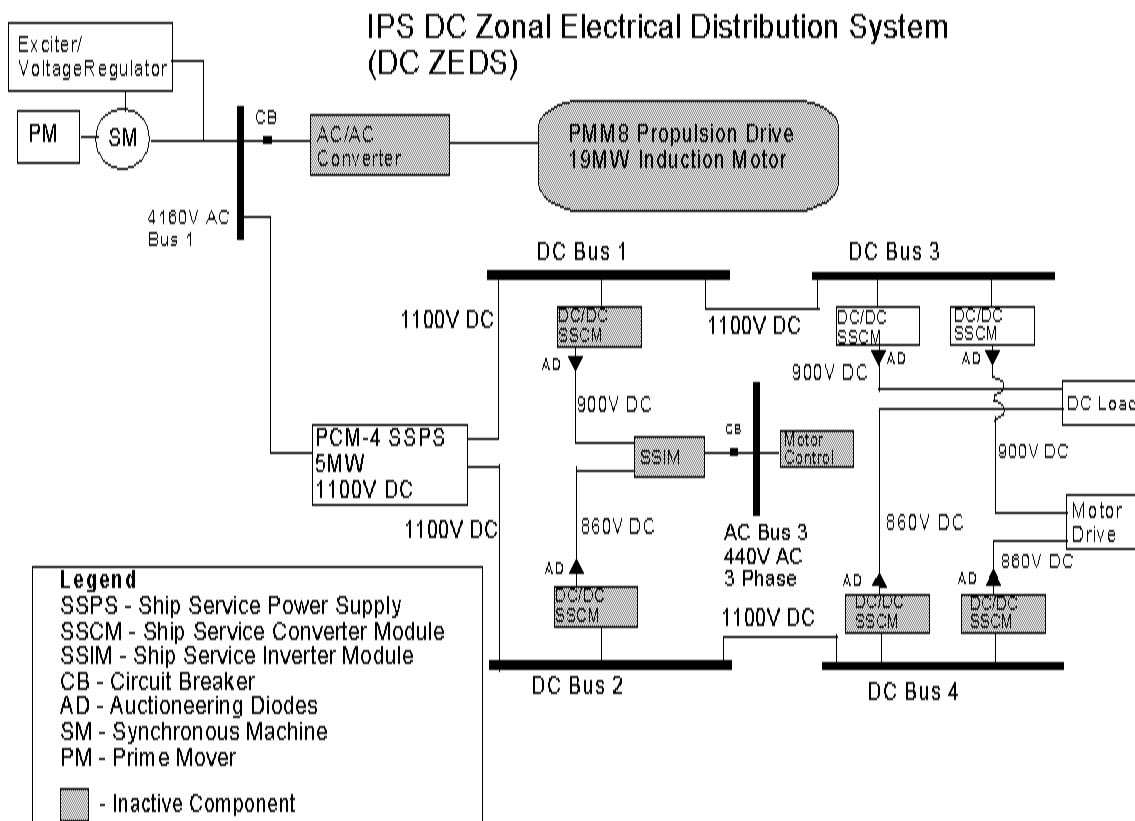 IPS DC Zonal Electrical Distribution System
(DC ZEDS)
Exciter/
VoltageRegulator
PM
SM
CB
AC/AC
Converter
PMM8 Propulsion Drive
19MW Induction Motor
4160V AC
Bus 1
DC Bus 1
DC Bus 3
1100V DC
1100V DC
DC/DC
SSCM
DC/DC
SSCM
DC/DC
SSCM
AD
AD
AD
900V DC
900V DC
DC Load
PCM-4 SSPS
5MW
1100V DC
SSIM
CB
Motor
Control
900V DC
1100V DC
860V DC
AC Bus 3
440V AC
3 Phase
860V DC
Motor
Drive
860V DC
AD
AD
AD
DC/DC
SSCM
1100V DC
DC/DC
SSCM
DC/DC
SSCM
DC Bus 2
DC Bus 4
Legend
SSPS - Ship Service Power Supply
SSCM - Ship Service Converter Module
SSIM - Ship Service Inverter Module
CB - Circuit Breaker
AD - Auctioneering Diodes
SM - Synchronous Machine
PM - Prime Mover
- Inactive Component